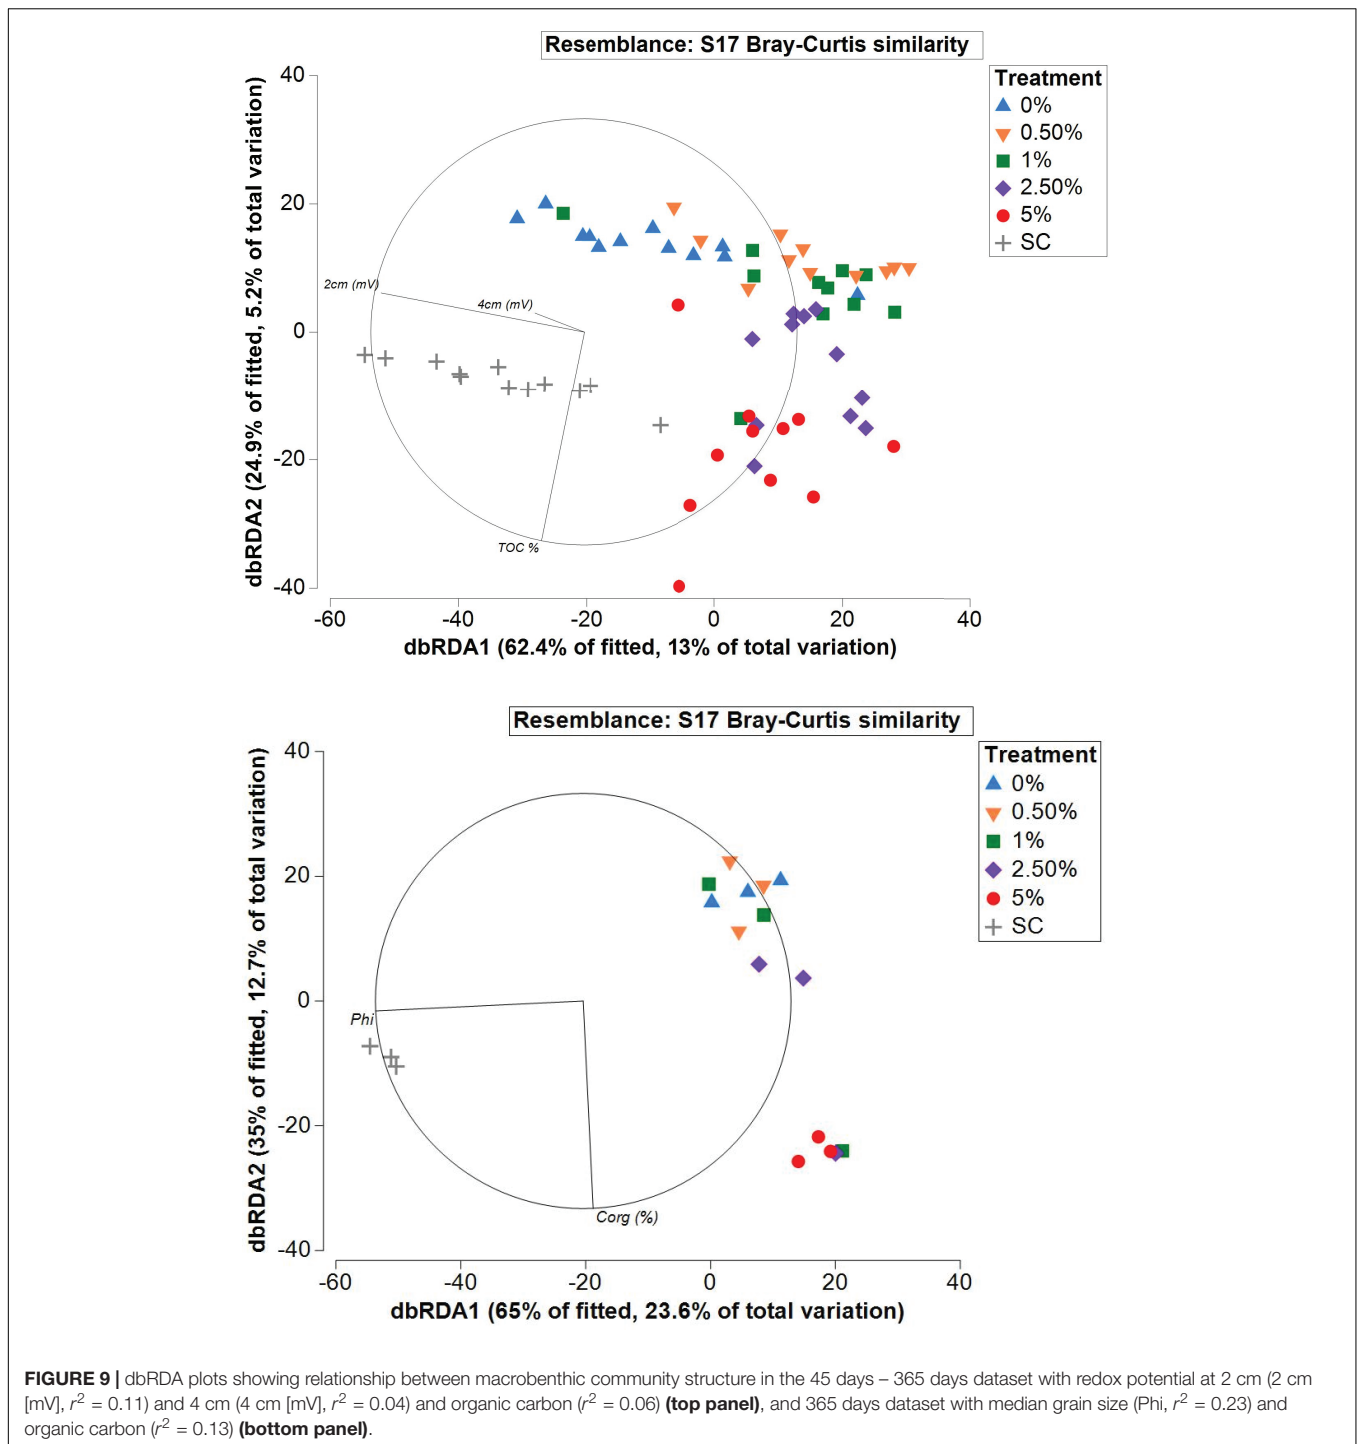 Resemblance: S17 Bray-Curtis similarity
Treatment
0%
0.50%
1%
2.50%
5%
SC
dbRDA2 (24.9% of fitted, 5.2% of total variation)
40
20
0
-20
-40
2cm (mV)
4cm (mV)
TOC %
-60 -40 -20 0 20 40
dbRDA1 (62.4% of fitted, 13% of total variation)
Resemblance: S17 Bray-Curtis similarity
Treatment
0%
0.50%
1%
2.50%
5%
SC
dbRDA2 (35% of fitted, 12.7% of total variation)
40
20
0
-20
-40
Phi
Corg (%)
-60 -40 -20 0 20 40
dbRDA1 (65% of fitted, 23.6% of total variation)
FIGURE 9 | dbRDA plots showing relationship between macrobenthic community structure in the 45 days – 365 days dataset with redox potential at 2 cm (2 cm
[mV], r² = 0.11) and 4 cm (4 cm [mV], r² = 0.04) and organic carbon (r² = 0.06) (top panel), and 365 days dataset with median grain size (Phi, r² = 0.23) and
organic carbon (r² = 0.13) (bottom panel).